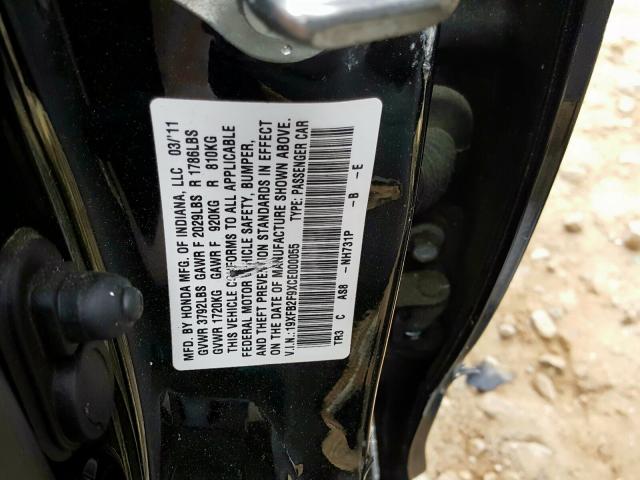 MFD. BY HONDA MFG. OF INDIANA, LLC 03/11
GVWR 3792LBS GAWR F 2029LBS R 1786LBS
GVWR 1720KG GAWR F 920KG R 810KG
THIS VEHICLE CONFORMS TO ALL APPLICABLE
FEDERAL MOTOR VEHICLE SAFETY, BUMPER,
AND THEFT PREVENTION STANDARDS IN EFFECT
ON THE DATE OF MANUFACTURE SHOWN ABOVE.
V.I.N.:19XFB2F9XCE000055 TYPE: PASSENGER CAR
TR3 C AS8 -NH731P -B -E